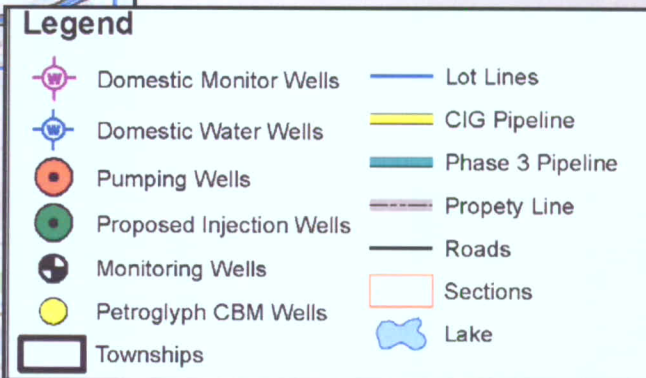 Legend
W Domestic Monitor Wells
W Domestic Water Wells
Pumping Wells
Proposed Injection Wells
Monitoring Wells
Petroglyph CBM Wells
Townships
Lot Lines
CIG Pipeline
Phase 3 Pipeline
Propety Line
Roads
Sections
Lake